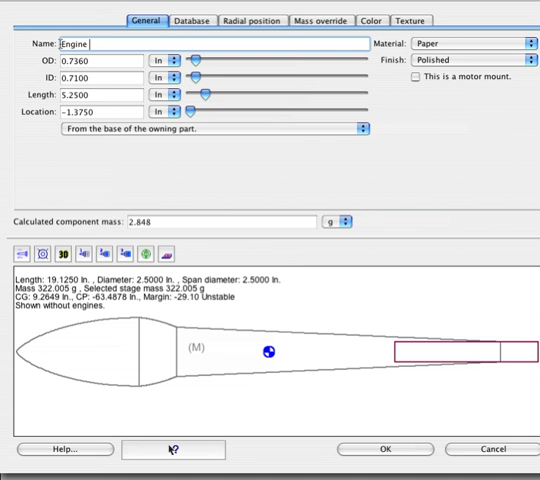 General Database Radial position Mass override Color Texture
Name: Engine Material: Paper
OD: 0.7360 In Finish: Polished
ID: 0.7100 In This is a motor mount.
Length: 5.2500 In
Location: -1.3750 In
From the base of the owning part.
Calculated component mass: 2.848 g
3D
Length: 19.1250 In. , Diameter: 2.5000 In. , Span diameter: 2.5000 In.
Mass 322.005 g , Selected stage mass 322.005 g
CG: 9.2649 In., CP: -63.4878 In., Margin: -29.10 Unstable
Shown without engines.
(M)
Help... ? OK Cancel